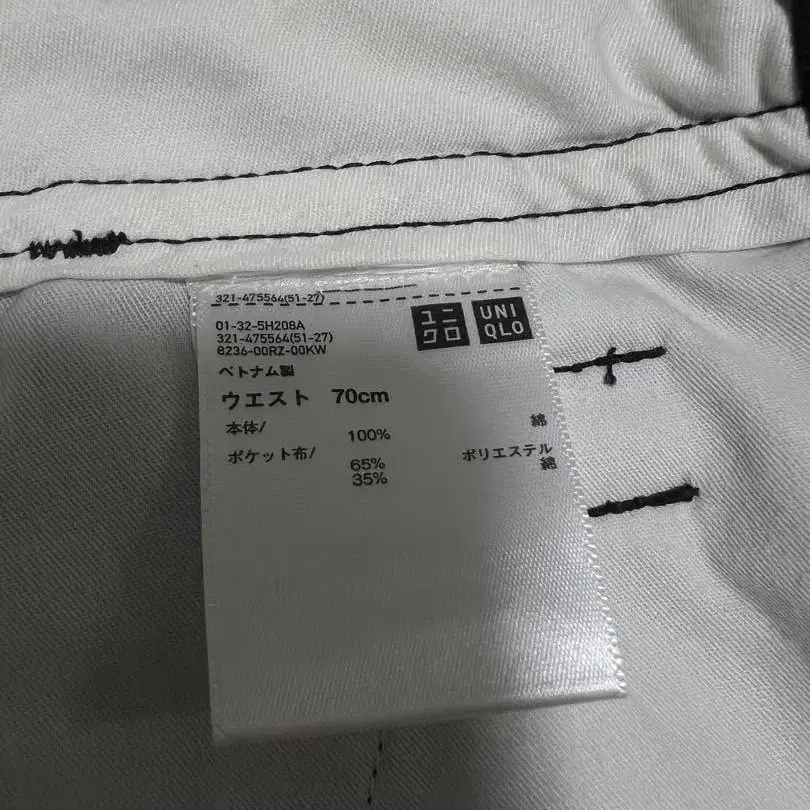 321-475564(51-27)
ユニ
クロ
UNI
QLO
01-32-5H208A
321-475564(51-27)
8236-00RZ-00KW
ベトナム製
ウエスト 70cm
本体/ 100% 綿
ポケット布/ 65% ポリエステル
35% 綿